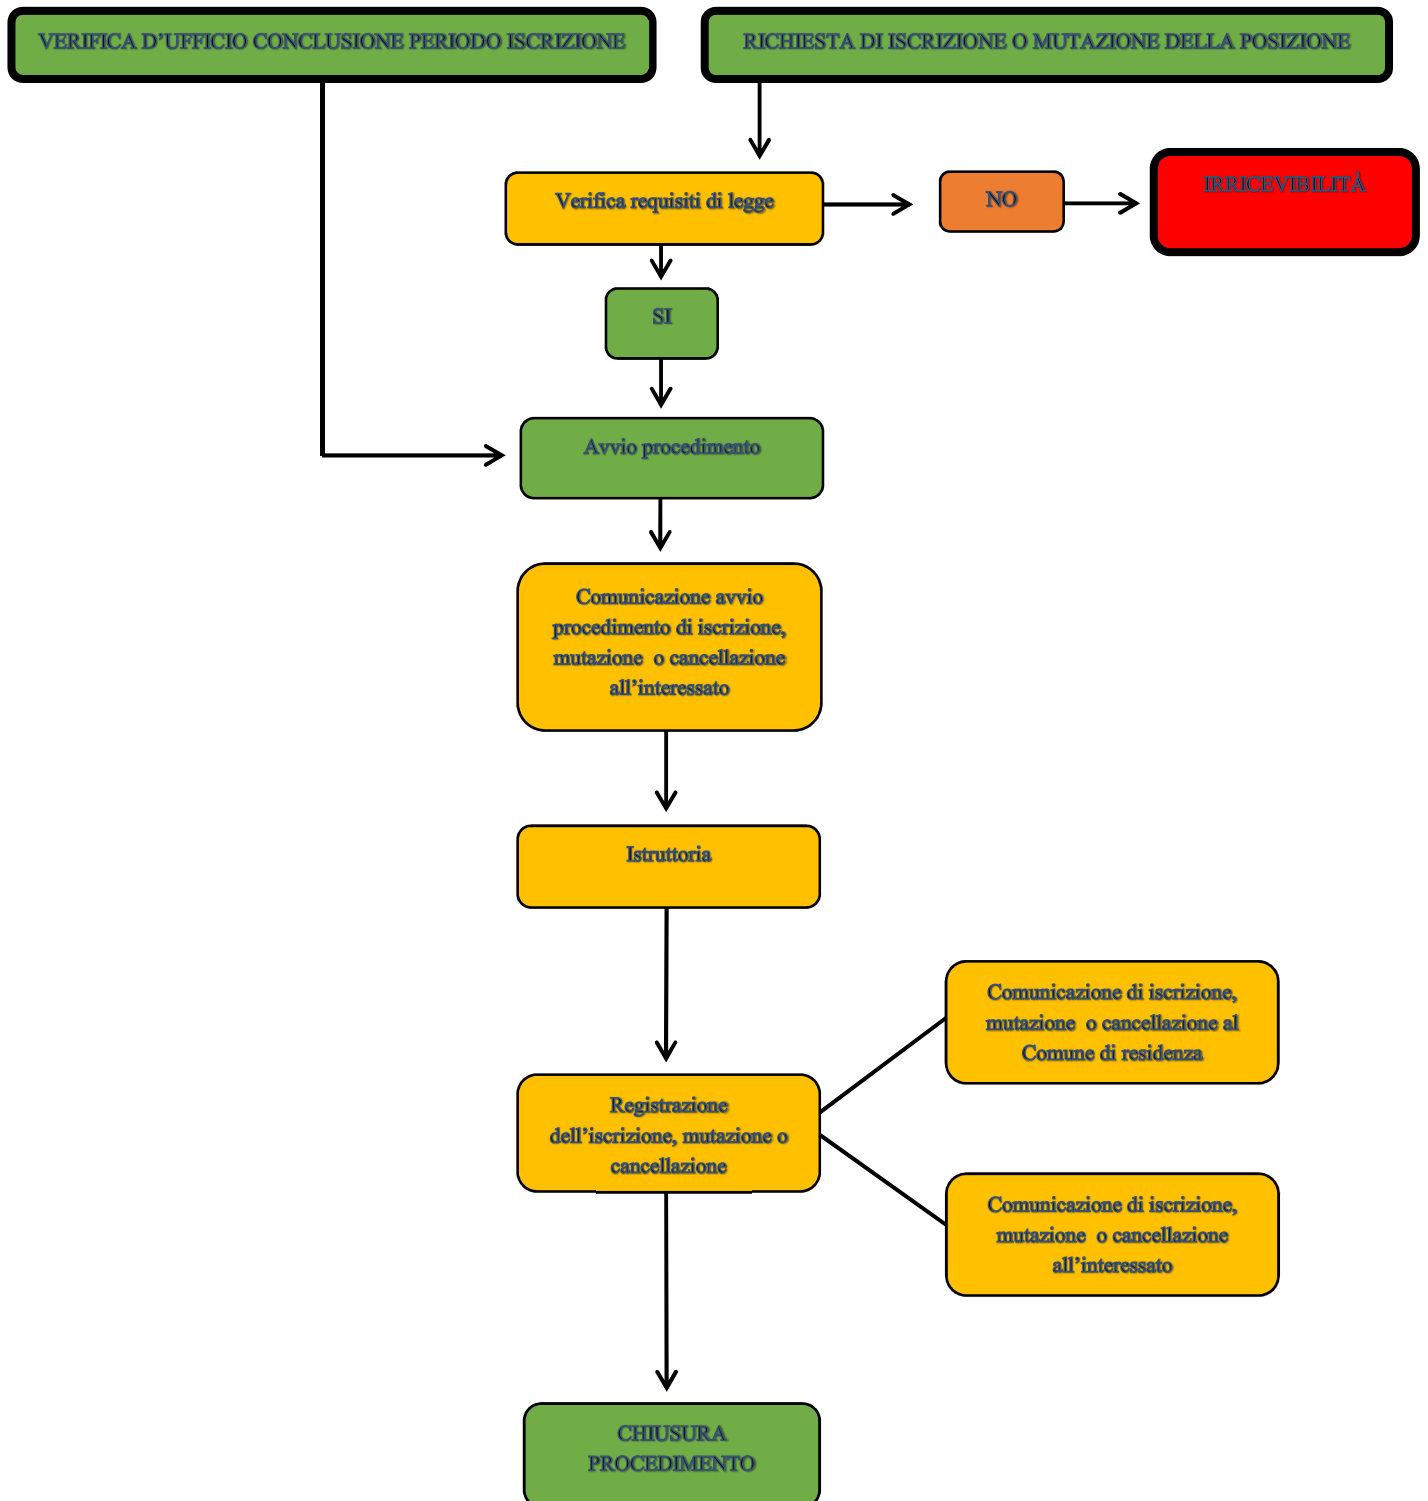 VERIFICA D’UFFICIO CONCLUSIONE PERIODO ISCRIZIONE
RICHIESTA DI ISCRIZIONE O MUTAZIONE DELLA POSIZIONE
Verifica requisiti di legge
NO
IRRICEVIBILITÀ
SI
Avvio procedimento
Comunicazione avvio
procedimento di iscrizione,
mutazione o cancellazione
all’interessato
Istruttoria
Comunicazione di iscrizione,
mutazione o cancellazione al
Comune di residenza
Registrazione
dell’iscrizione, mutazione o
cancellazione
Comunicazione di iscrizione,
mutazione o cancellazione
all’interessato
CHIUSURA
PROCEDIMENTO